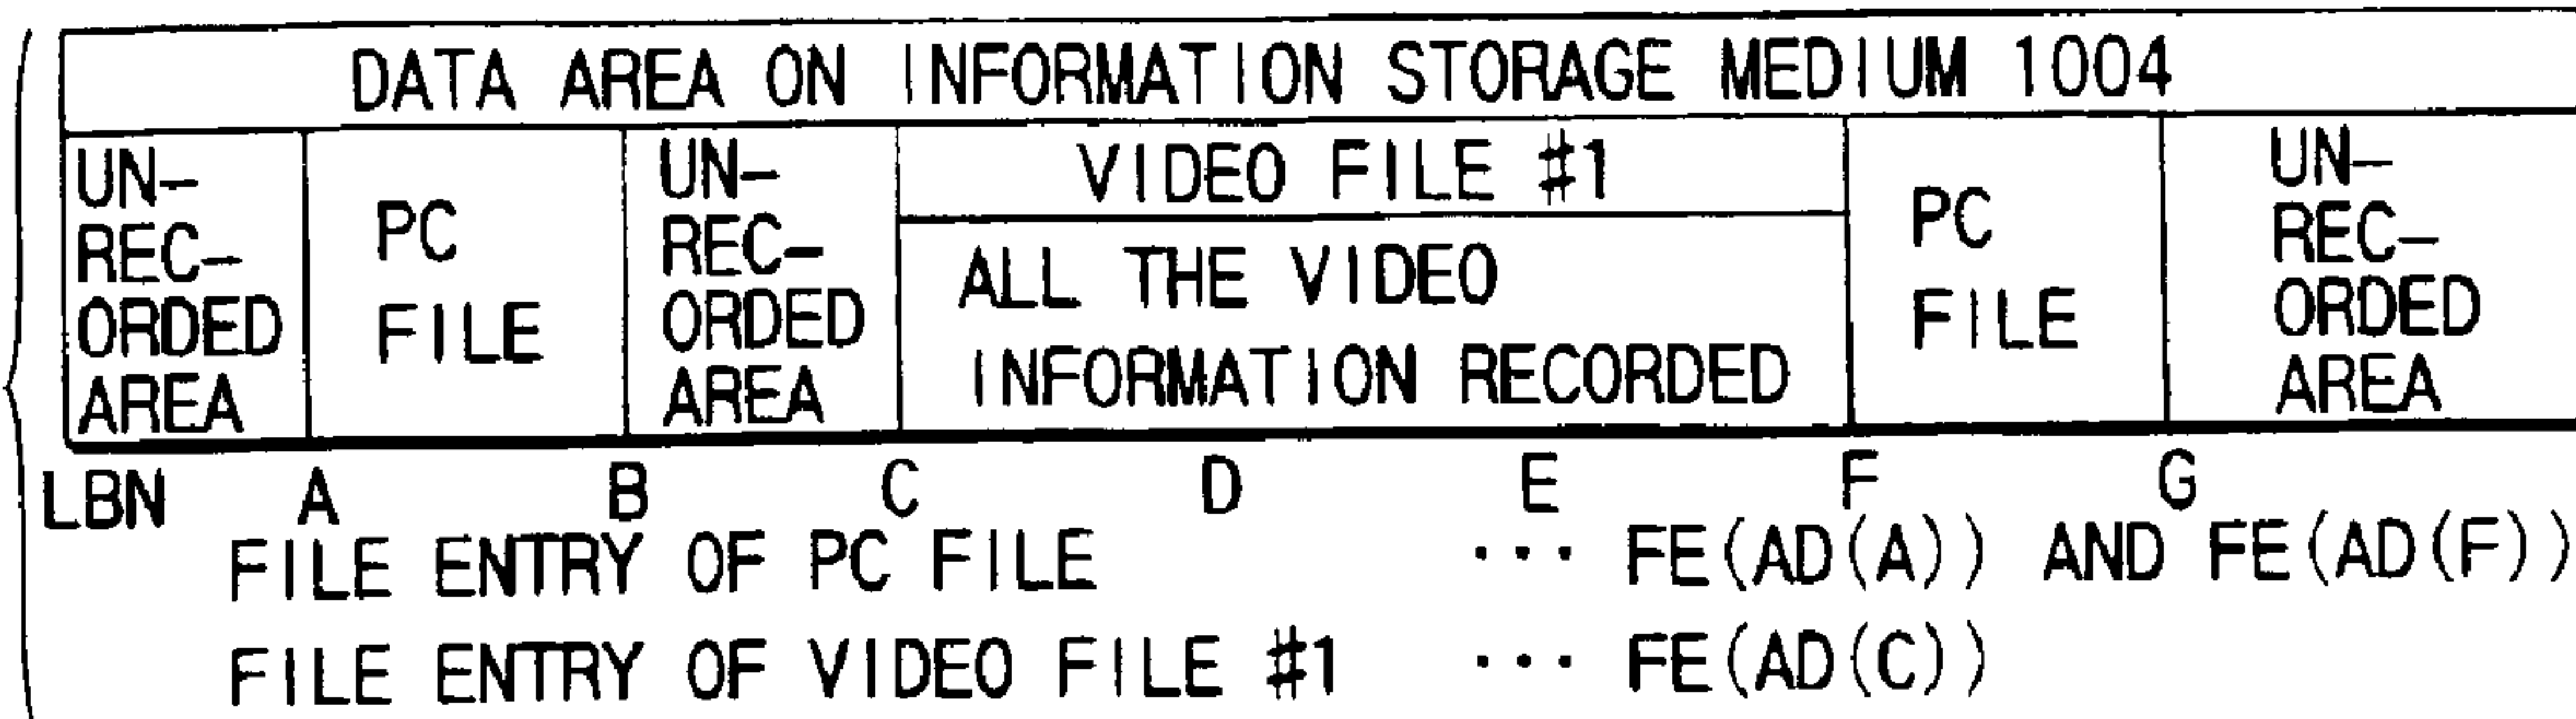 DATA AREA ON INFORMATION STORAGE MEDIUM 1004
UN-
REC-
ORDED
AREA
PC
FILE
UN-
REC-
ORDED
AREA
VIDEO FILE #1
ALL THE VIDEO
INFORMATION RECORDED
PC
FILE
UN-
REC-
ORDED
AREA
LBN A B C D E F G
FILE ENTRY OF PC FILE ··· FE(AD(A)) AND FE(AD(F))
FILE ENTRY OF VIDEO FILE #1 ··· FE(AD(C))